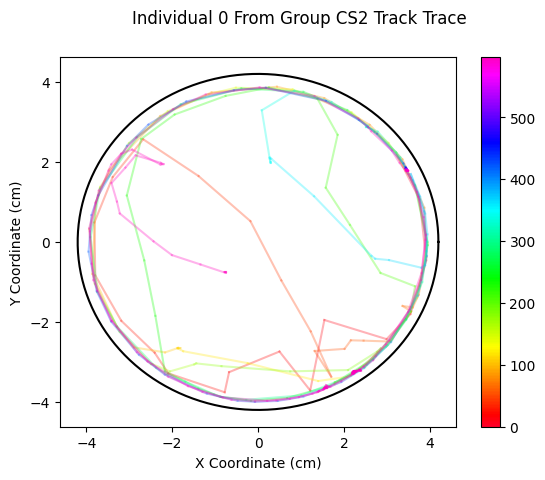 Individual 0 From Group CS2 Track Trace
4
2
0
−2
−4
Y Coordinate (cm)
−4 −2 0 2 4
X Coordinate (cm)
500
400
300
200
100
0